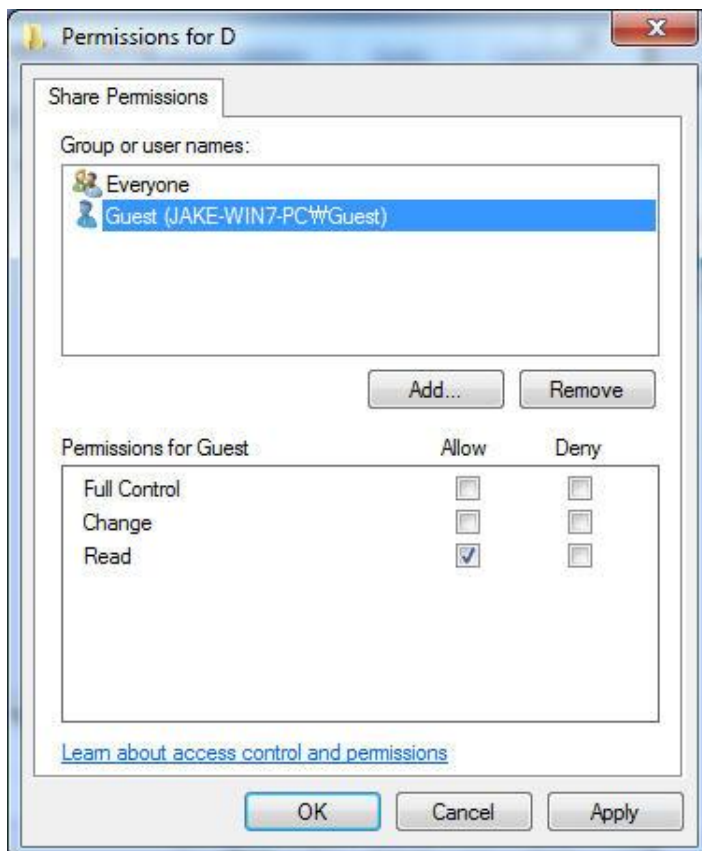 Permissions for D
Share Permissions
Group or user names:
Everyone
Guest (JAKE-WIN7-PC₩Guest)
Add...
Remove
Permissions for Guest Allow Deny
Full Control
Change
Read
Learn about access control and permissions
OK
Cancel
Apply